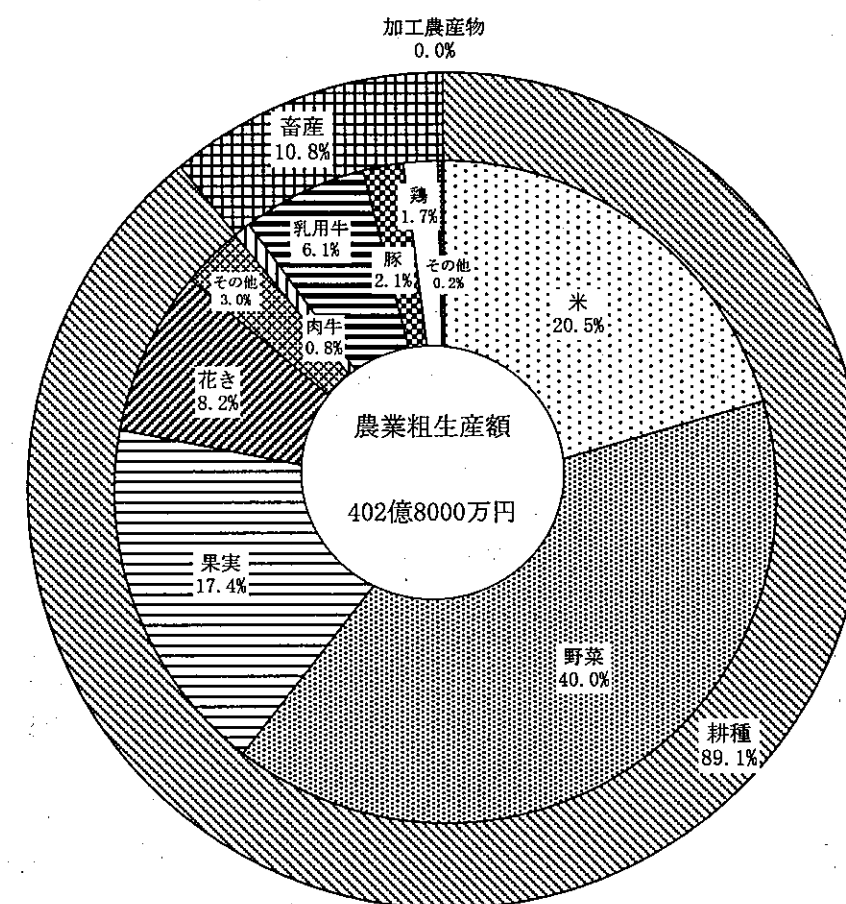 加工農産物
0.0%
畜産
10.8%
鶏
1.7%
乳用牛
6.1%
豚
2.1%
その他
0.2%
その他
3.0%
肉牛
0.8%
米
20.5%
花き
8.2%
農業粗生産額
402億8000万円
果実
17.4%
野菜
40.0%
耕種
89.1%